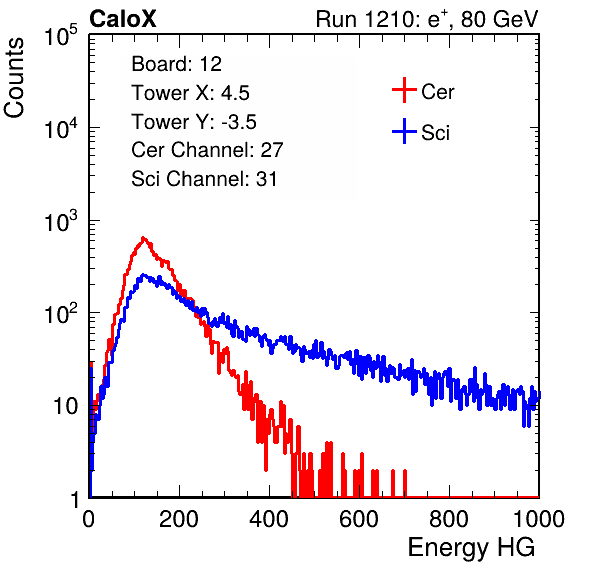 CaloX Run 1210: e⁺, 80 GeV
Board: 12
Tower X: 4.5
Tower Y: -3.5
Cer Channel: 27
Sci Channel: 31
Cer
Sci
Counts
10⁵
10⁴
10³
10²
10
1
0 200 400 600 800 1000
Energy HG